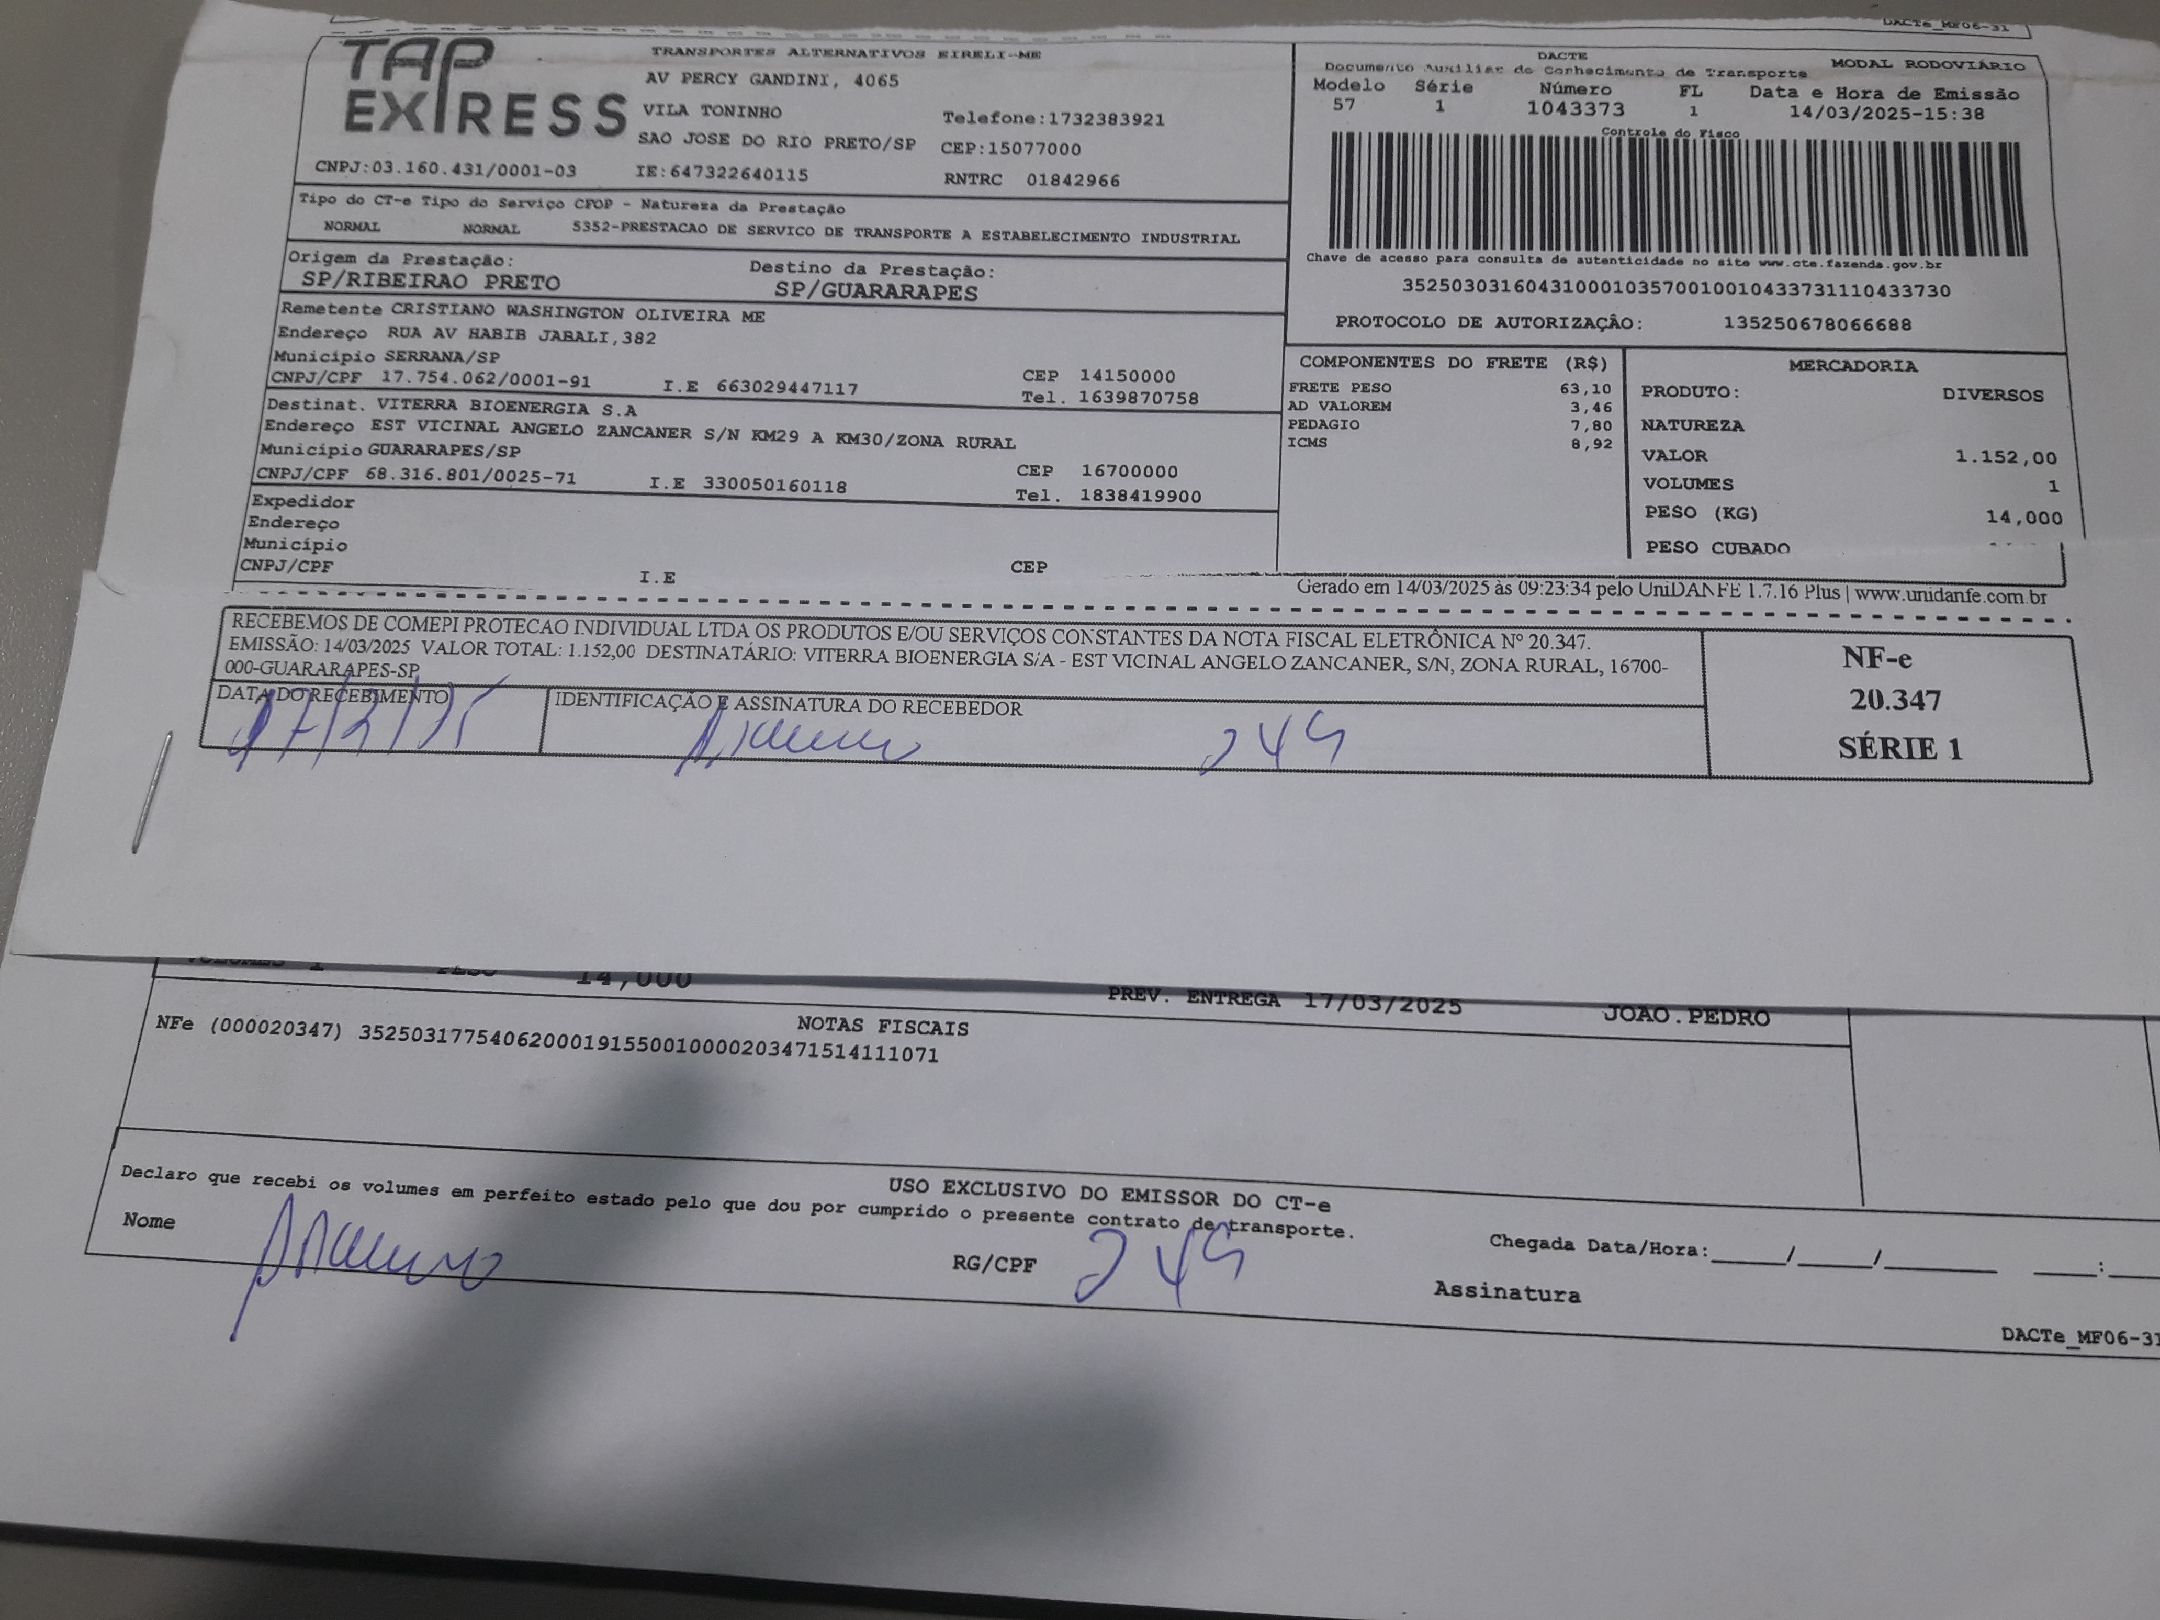 DACTe_MF06-31
TAP EXPRESS
TRANSPORTES ALTERNATIVOS EIRELI-ME
AV PERCY GANDINI, 4065
VILA TONINHO
Telefone:1732383921
SAO JOSE DO RIO PRETO/SP CEP:15077000
CNPJ:03.160.431/0001-03 IE:647322640115 RNTRC 01842966
DACTE
Documento Auxiliar do Conhecimento de Transporte
MODAL RODOVIÁRIO
Modelo Série Número FL Data e Hora de Emissão
57 1 1043373 1 14/03/2025-15:38
Controle do Fisco
Chave de acesso para consulta de autenticidade no site www.cte.fazenda.gov.br
35250303160431000103570010010433731110433730
PROTOCOLO DE AUTORIZAÇÃO: 135250678066688
Tipo do CT-e Tipo do Serviço CFOP - Natureza da Prestação
NORMAL NORMAL 5352-PRESTACAO DE SERVICO DE TRANSPORTE A ESTABELECIMENTO INDUSTRIAL
Origem da Prestação: Destino da Prestação:
SP/RIBEIRAO PRETO SP/GUARARAPES
Remetente CRISTIANO WASHINGTON OLIVEIRA ME
Endereço RUA AV HABIB JABALI,382
Município SERRANA/SP CEP 14150000
CNPJ/CPF 17.754.062/0001-91 I.E 663029447117 Tel. 1639870758
Destinat. VITERRA BIOENERGIA S.A
Endereço EST VICINAL ANGELO ZANCANER S/N KM29 A KM30/ZONA RURAL
Município GUARARAPES/SP CEP 16700000
CNPJ/CPF 68.316.801/0025-71 I.E 330050160118 Tel. 1838419900
Expedidor
Endereço
Município
CNPJ/CPF I.E CEP
COMPONENTES DO FRETE (R$)
FRETE PESO 63,10
AD VALOREM 3,46
PEDAGIO 7,80
ICMS 8,92
MERCADORIA
PRODUTO: DIVERSOS
NATUREZA
VALOR 1.152,00
VOLUMES 1
PESO (KG) 14,000
PESO CUBADO
Gerado em 14/03/2025 às 09:23:34 pelo UniDANFE 1.7.16 Plus | www.unidanfe.com.br
RECEBEMOS DE COMEPI PROTECAO INDIVIDUAL LTDA OS PRODUTOS E/OU SERVIÇOS CONSTANTES DA NOTA FISCAL ELETRÔNICA Nº 20.347.
EMISSÃO: 14/03/2025 VALOR TOTAL: 1.152,00 DESTINATÁRIO: VITERRA BIOENERGIA S/A - EST VICINAL ANGELO ZANCANER, S/N, ZONA RURAL, 16700-
000-GUARARAPES-SP
DATA DO RECEBIMENTO IDENTIFICAÇÃO E ASSINATURA DO RECEBEDOR
249
NF-e
20.347
SÉRIE 1
VOLUMES 1 PESO 14,000
PREV. ENTREGA 17/03/2025 JOAO.PEDRO
NOTAS FISCAIS
NFe (000020347) 35250317754062000191550010000203471514111071
USO EXCLUSIVO DO EMISSOR DO CT-e
Declaro que recebi os volumes em perfeito estado pelo que dou por cumprido o presente contrato de transporte.
Nome RG/CPF 249 Chegada Data/Hora:_____/_____/________ ____:
Assinatura
DACTe_MF06-31